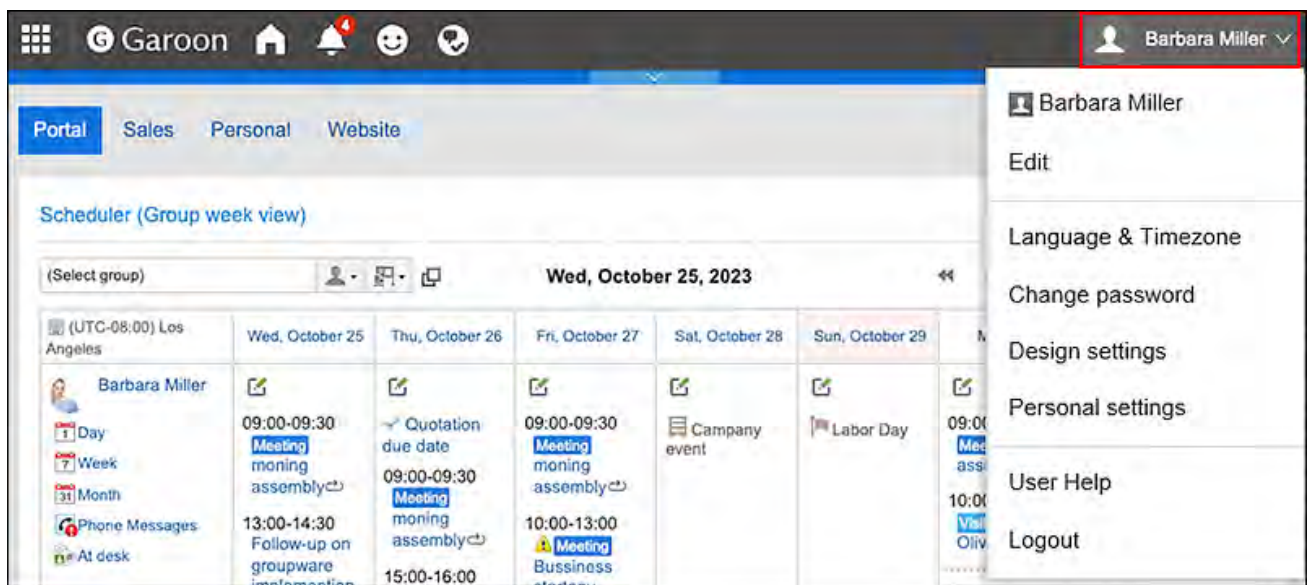 Garoon 4 Barbara Miller
Portal Sales Personal Website
Scheduler (Group week view)
(Select group) Wed, October 25, 2023
(UTC-08:00) Los
Angeles
Wed, October 25
Thu, October 26
Fri, October 27
Sat, October 28
Sun, October 29
Barbara Miller
1 Day
7 Week
31 Month
Phone Messages
At desk
09:00-09:30
Meeting
moning
assembly
13:00-14:30
Follow-up on
groupware
implementation
Quotation
due date
09:00-09:30
Meeting
moning
assembly
15:00-16:00
09:00-09:30
Meeting
moning
assembly
10:00-13:00
Meeting
Bussiness
Campany
event
Labor Day
Barbara Miller
Edit
Language & Timezone
Change password
Design settings
Personal settings
User Help
Logout